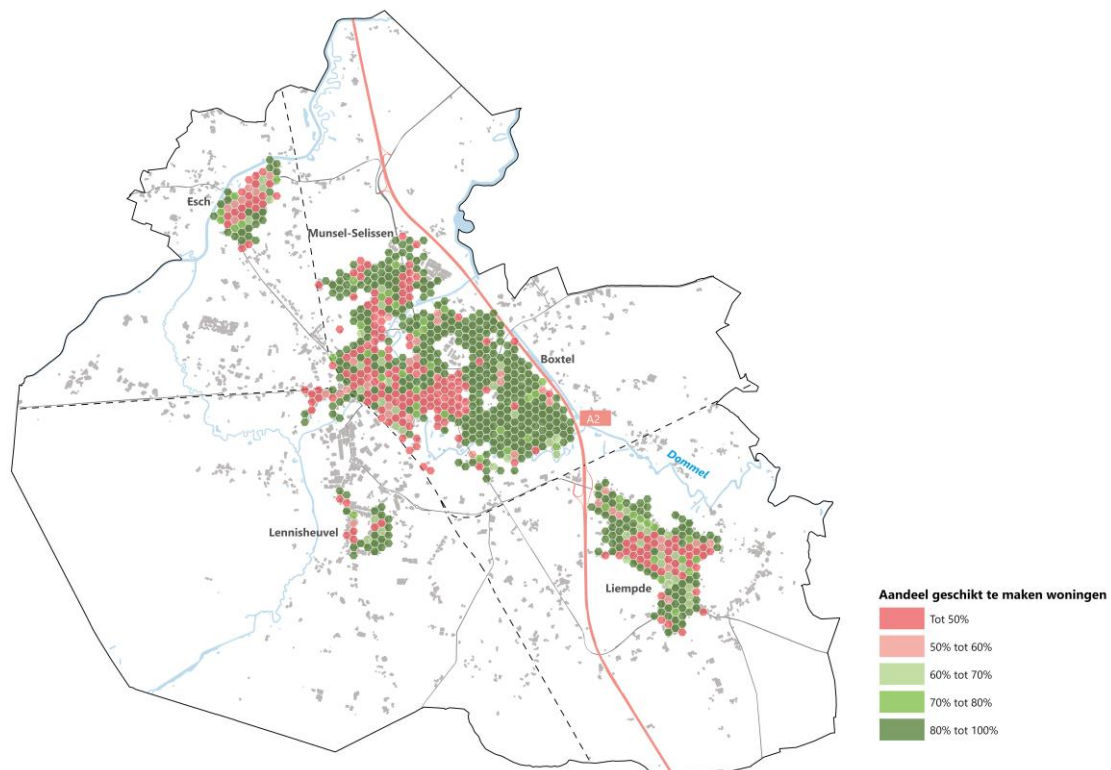 Esch
Munsel-Selissen
Boxtel
A2
Dommel
Lennisheuvel
Liempde
Aandeel geschikt te maken woningen
Tot 50%
50% tot 60%
60% tot 70%
70% tot 80%
80% tot 100%